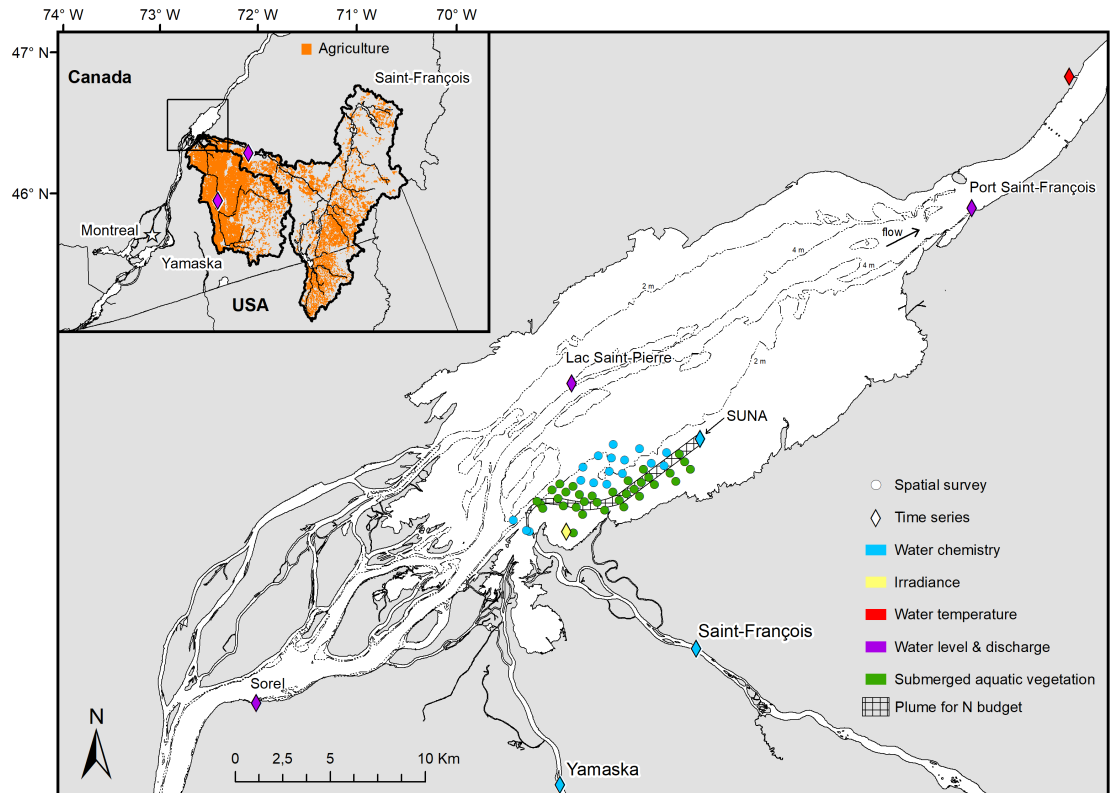 74° W 73° W 72° W 71° W 70° W
47° N
46° N
Agriculture
Canada
Saint-François
Montreal
Yamaska
USA
Port Saint-François
flow
4 m
4 m
2 m
2 m
Lac Saint-Pierre
SUNA
Spatial survey
Time series
Water chemistry
Irradiance
Water temperature
Water level & discharge
Submerged aquatic vegetation
Plume for N budget
Saint-François
Sorel
N
0 2,5 5 10 Km
Yamaska